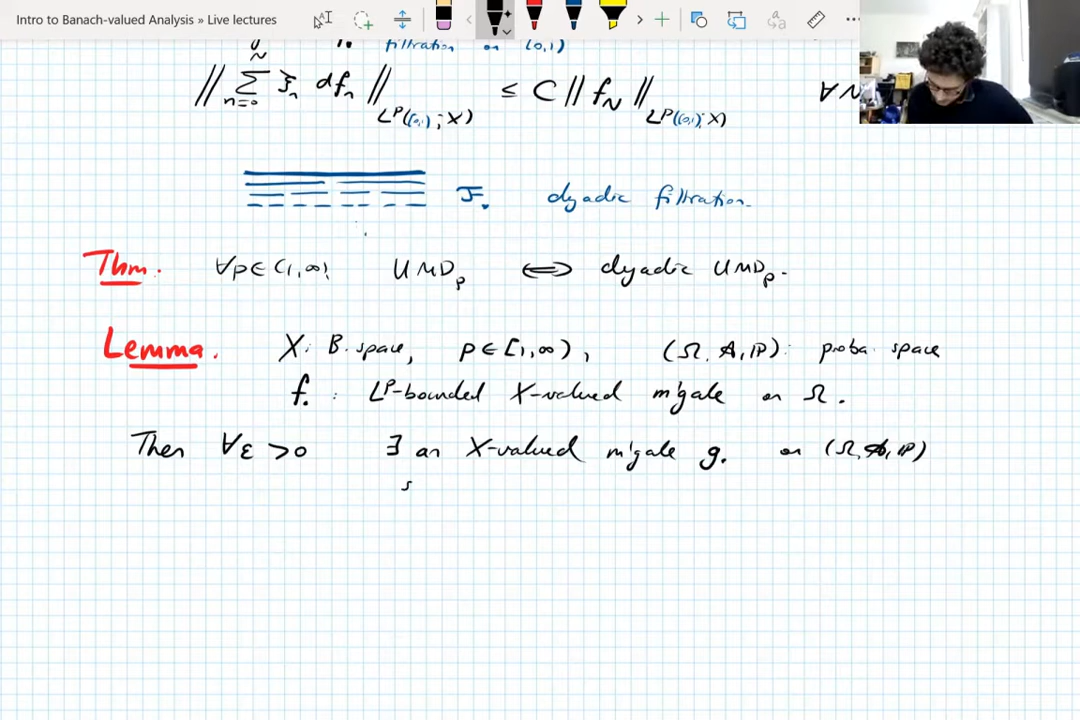 Intro to Banach-valued Analysis » Live lectures
N filtration on (0,1)
|| Σ_{n=0}^{N} ξ_n df_n ||_{L^p((0,1);X)} ≤ C || f_N ||_{L^p((0,1);X)} ∀N
F. dyadic filtration.
Thm. ∀p∈(1,∞) UMD_p ⟺ dyadic UMD_p.
Lemma. X: B. space, p∈[1,∞), (Ω, A, P): proba. space
f. : L^p-bounded X-valued m'gale on Ω.
Then ∀ε>0 ∃ an X-valued m'gale g. on (Ω, A, P)
s